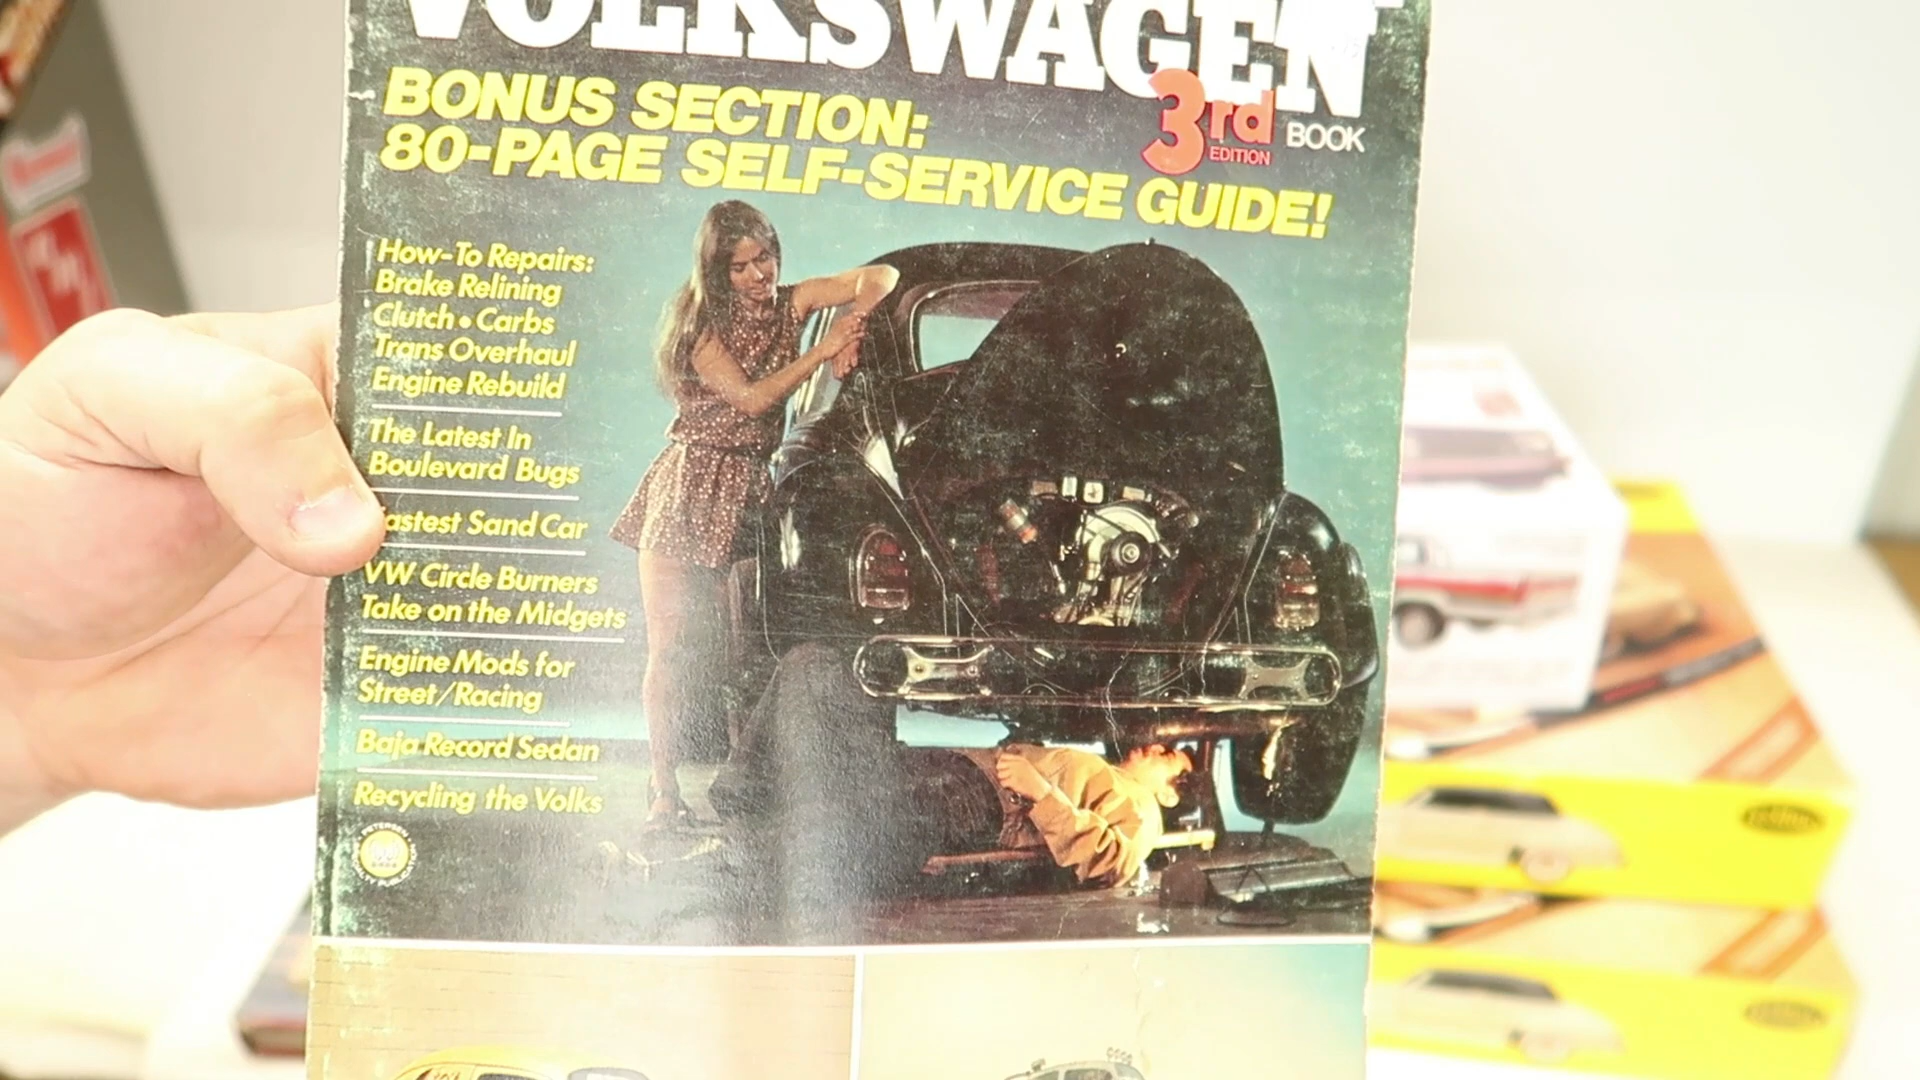 VOLKSWAGEN
3rd
EDITION
BOOK
BONUS SECTION:
80-PAGE SELF-SERVICE GUIDE!
How-To Repairs:
Brake Relining
Clutch • Carbs
Trans Overhaul
Engine Rebuild
The Latest In
Boulevard Bugs
astest Sand Car
VW Circle Burners
Take on the Midgets
Engine Mods for
Street/Racing
Baja Record Sedan
Recycling the Volks
PETERSEN